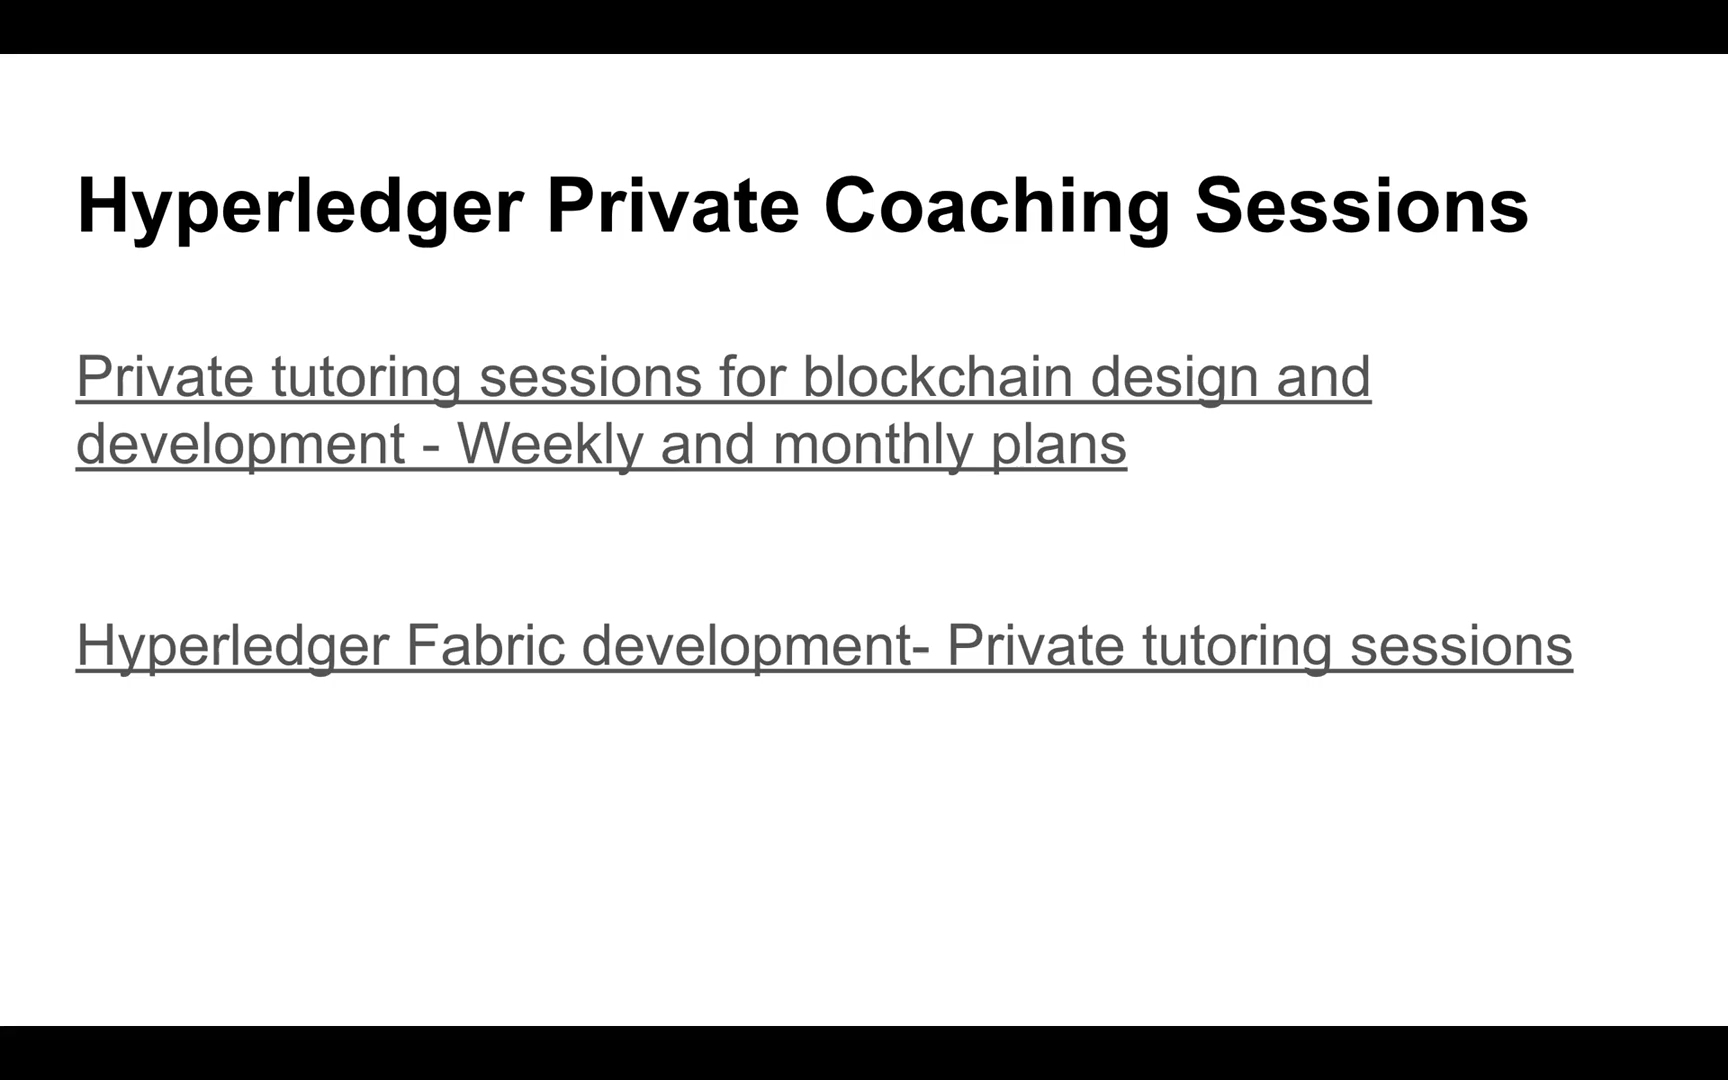 Hyperledger Private Coaching Sessions
Private tutoring sessions for blockchain design and
development - Weekly and monthly plans
Hyperledger Fabric development- Private tutoring sessions